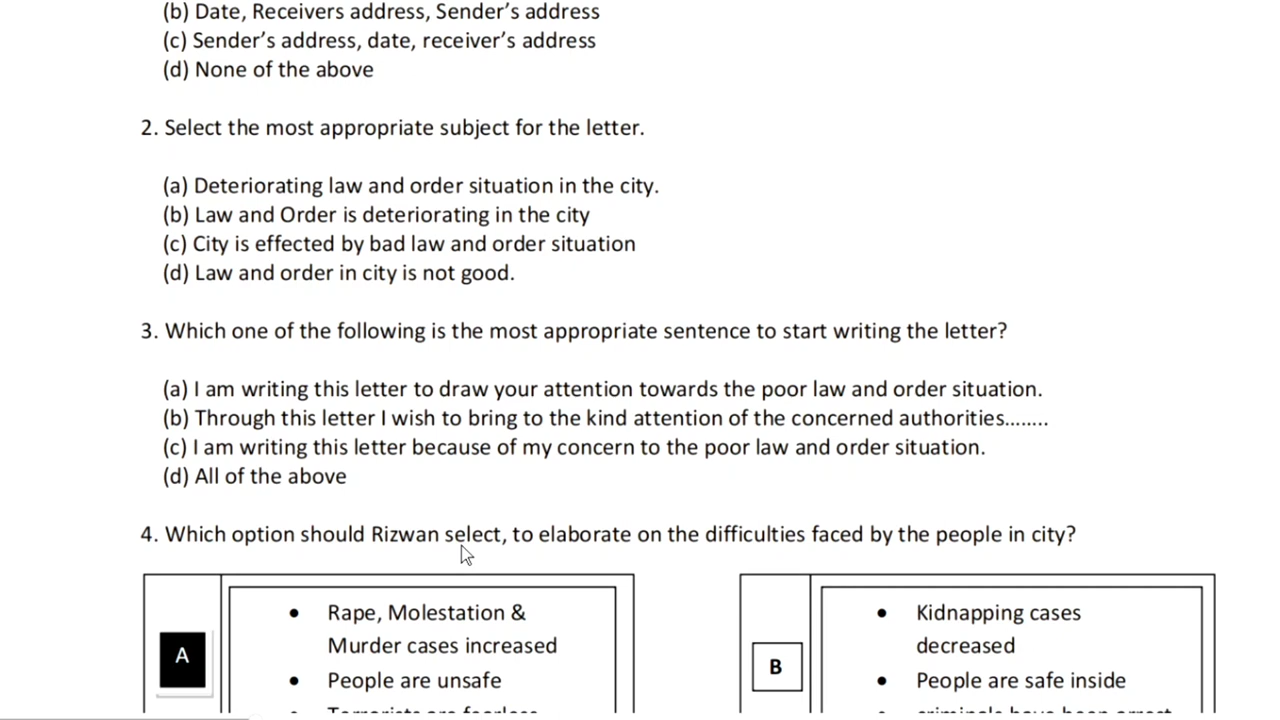 (b) Date, Receivers address, Sender’s address
(c) Sender’s address, date, receiver’s address
(d) None of the above
2. Select the most appropriate subject for the letter.
(a) Deteriorating law and order situation in the city.
(b) Law and Order is deteriorating in the city
(c) City is effected by bad law and order situation
(d) Law and order in city is not good.
3. Which one of the following is the most appropriate sentence to start writing the letter?
(a) I am writing this letter to draw your attention towards the poor law and order situation.
(b) Through this letter I wish to bring to the kind attention of the concerned authorities........
(c) I am writing this letter because of my concern to the poor law and order situation.
(d) All of the above
4. Which option should Rizwan select, to elaborate on the difficulties faced by the people in city?
A
• Rape, Molestation &
Murder cases increased
• People are unsafe
B
• Kidnapping cases
decreased
• People are safe inside